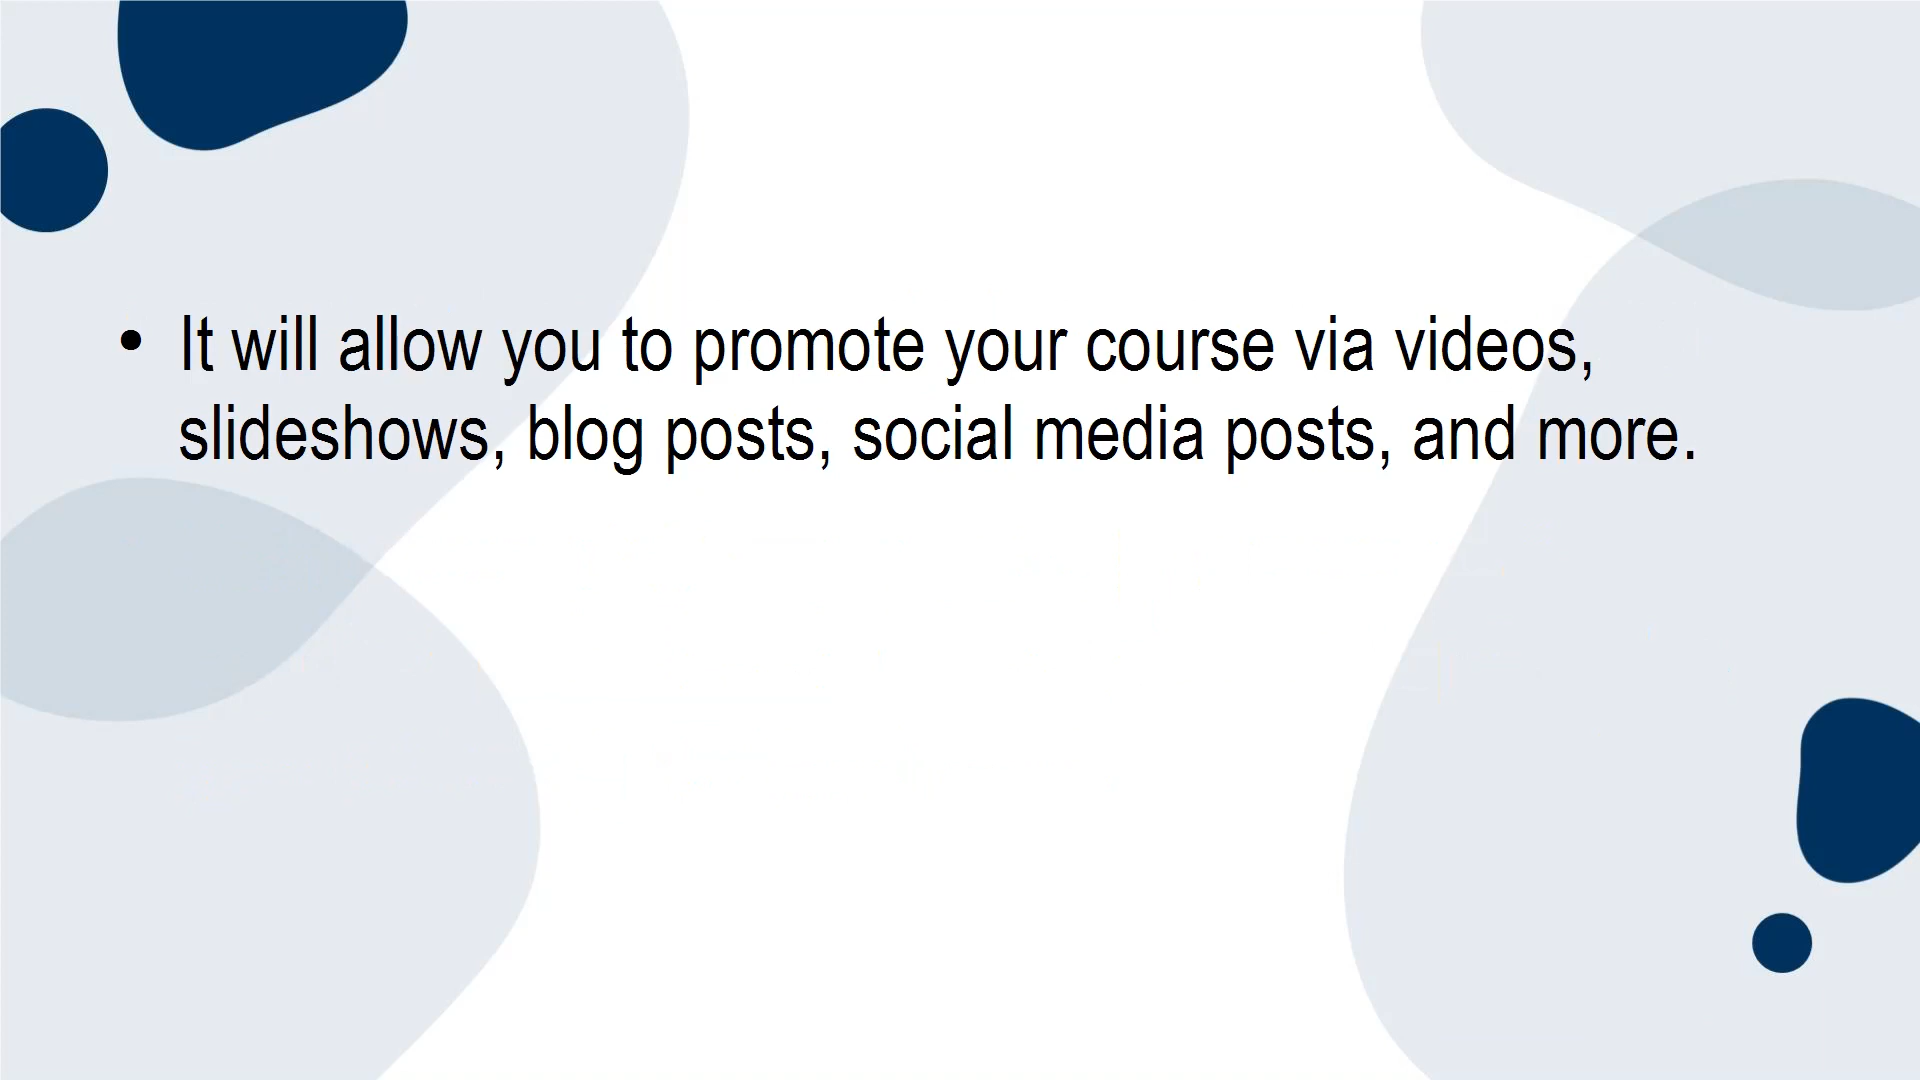 • It will allow you to promote your course via videos,
slideshows, blog posts, social media posts, and more.